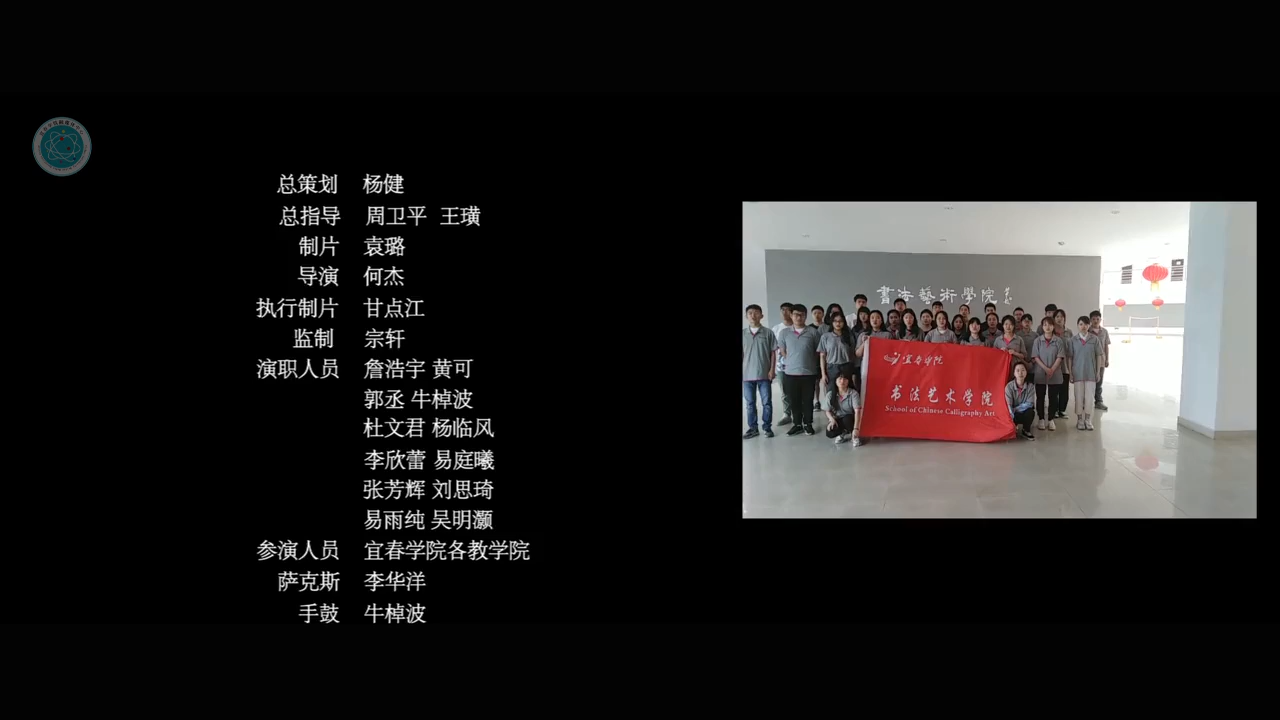 总策划 杨健
总指导 周卫平 王璜
制片 袁璐
导演 何杰
执行制片 甘点江
监制 宗轩
演职人员 詹浩宇 黄可
郭丞 牛棹波
杜文君 杨临风
李欣蕾 易庭曦
张芳辉 刘思琦
易雨纯 吴明灏
参演人员 宜春学院各教学院
萨克斯 李华洋
手鼓 牛棹波
書法藝術學院
宜春学院
书法艺术学院
School of Chinese Calligraphy Art